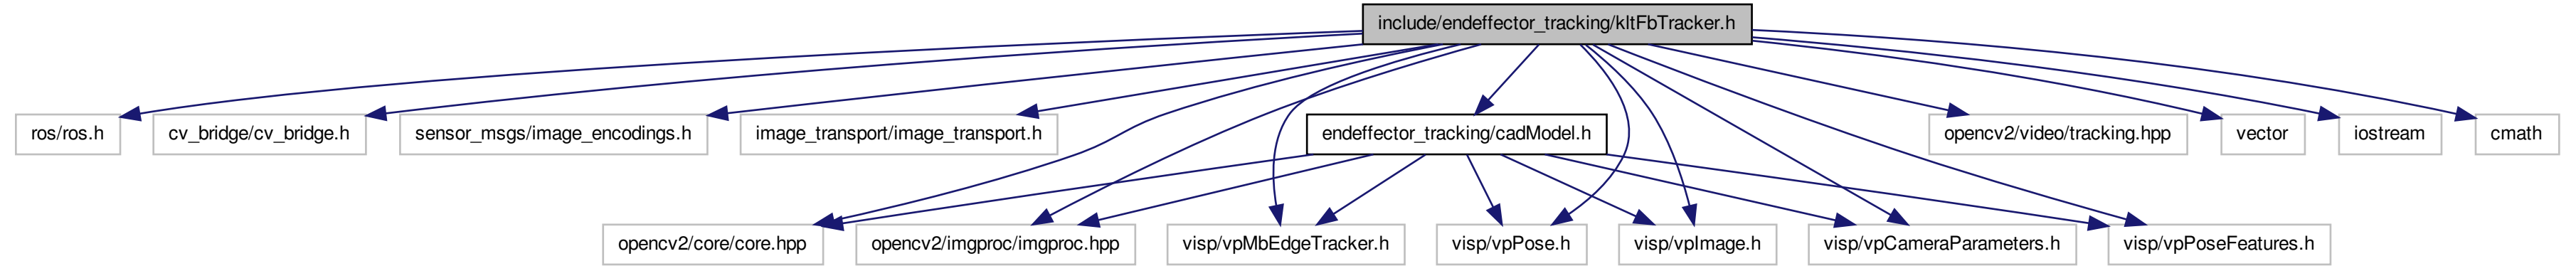 include/endeffector_tracking/kltFbTracker.h
ros/ros.h
cv_bridge/cv_bridge.h
sensor_msgs/image_encodings.h
image_transport/image_transport.h
endeffector_tracking/cadModel.h
opencv2/video/tracking.hpp
vector
iostream
cmath
opencv2/core/core.hpp
opencv2/imgproc/imgproc.hpp
visp/vpMbEdgeTracker.h
visp/vpPose.h
visp/vpImage.h
visp/vpCameraParameters.h
visp/vpPoseFeatures.h